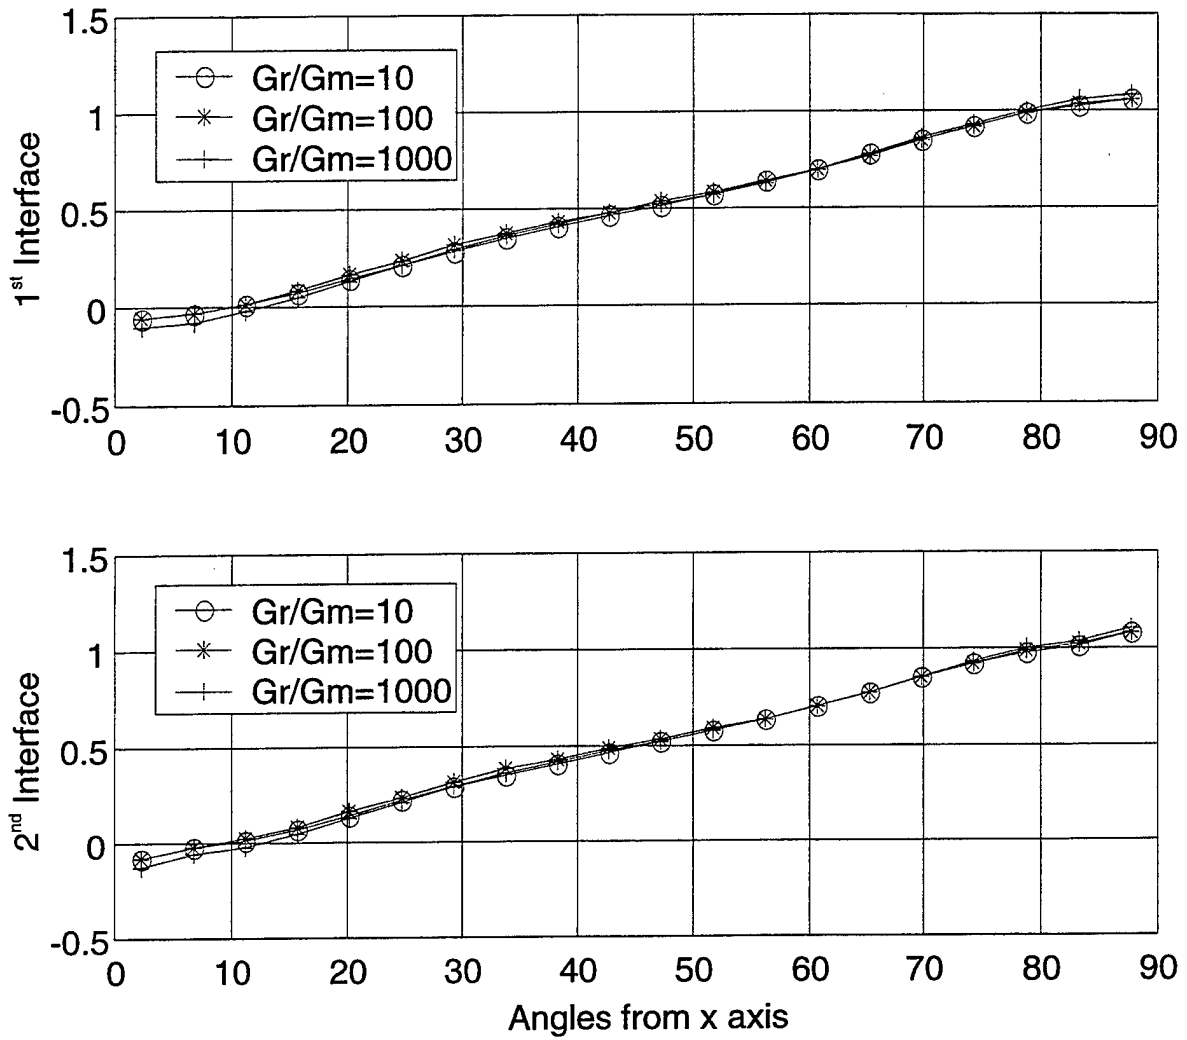 1.5
1
0.5
0
-0.5
1st Interface
Gr/Gm=10
Gr/Gm=100
Gr/Gm=1000
0 10 20 30 40 50 60 70 80 90
1.5
1
0.5
0
-0.5
2nd Interface
Gr/Gm=10
Gr/Gm=100
Gr/Gm=1000
0 10 20 30 40 50 60 70 80 90
Angles from x axis